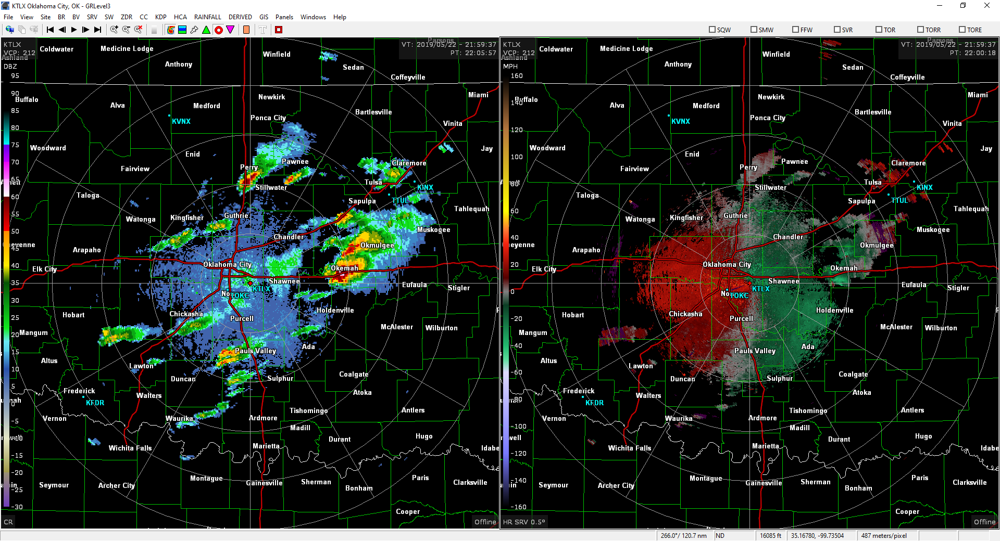 KTLX Oklahoma City, OK - GRLevel3
File View Site BR BV SRV SW ZDR CC KDP HCA RAINFALL DERIVED GIS Panels Windows Help
SQW SMW FFW SVR TOR TORR TORE
KTLX
VCP: 212
DBZ
VT: 2019/05/22 - 21:59:37
PT: 22:05:57
Parsons
Ashland
Coldwater
Medicine Lodge
Anthony
Winfield
Sedan
Coffeyville
Buffalo
Alva
Medford
Newkirk
Miami
Bartlesville
KVNX
Ponca City
Vinita
Woodward
Enid
Jay
Fairview
Perry
Pawnee
Claremore
Stillwater
Tulsa
KINX
Taloga
TTUL
Sapulpa
Tahlequah
Watonga
Kingfisher
Guthrie
Muskogee
Chandler
Okmulgee
Arapaho
Elk City
Oklahoma City
Okemah
Shawnee
Eufaula
Stigler
KTLX
TOKC
Hobart
Chickasha
Purcell
Holdenville
McAlester
Wilburton
Mangum
Ada
Pauls Valley
Altus
Lawton
Duncan
Sulphur
Coalgate
Frederick
Walters
Atoka
KFDR
Vernon
Waurika
Ardmore
Tishomingo
Antlers
Madill
Durant
Hugo
Wichita Falls
Marietta
Idabe
Montague
Gainesville
Sherman
Paris
Seymour
Archer City
Bonham
Clarksville
Cooper
95
90
85
80
75
70
65
60
55
50
45
40
35
30
25
20
15
10
5
0
-5
-10
-15
-20
-25
-30
CR
Offline
KTLX
VCP: 212
MPH
VT: 2019/05/22 - 21:59:37
PT: 22:00:18
Parsons
Ashland
Coldwater
Medicine Lodge
Anthony
Winfield
Sedan
Coffeyville
Buffalo
Alva
Medford
Newkirk
Miami
Bartlesville
KVNX
Ponca City
Vinita
Woodward
Enid
Jay
Fairview
Perry
Pawnee
Claremore
Stillwater
Tulsa
KINX
Taloga
TTUL
Sapulpa
Tahlequah
Watonga
Kingfisher
Guthrie
Muskogee
Chandler
Okmulgee
Arapaho
Elk City
Oklahoma City
Okemah
Shawnee
Eufaula
Stigler
KTLX
TOKC
Hobart
Chickasha
Purcell
Holdenville
McAlester
Wilburton
Mangum
Ada
Pauls Valley
Altus
Lawton
Duncan
Sulphur
Coalgate
Frederick
Walters
Atoka
KFDR
Vernon
Waurika
Ardmore
Tishomingo
Antlers
Madill
Durant
Hugo
Wichita Falls
Marietta
Idabe
Montague
Gainesville
Sherman
Paris
Seymour
Archer City
Bonham
Clarksville
Cooper
160
140
120
100
80
60
40
20
0
-20
-40
-60
-80
-100
-120
-140
-160
HR SRV 0.5°
Offline
266.0°/ 120.7 nm ND 16085 ft 35.16780, -99.73504 487 meters/pixel